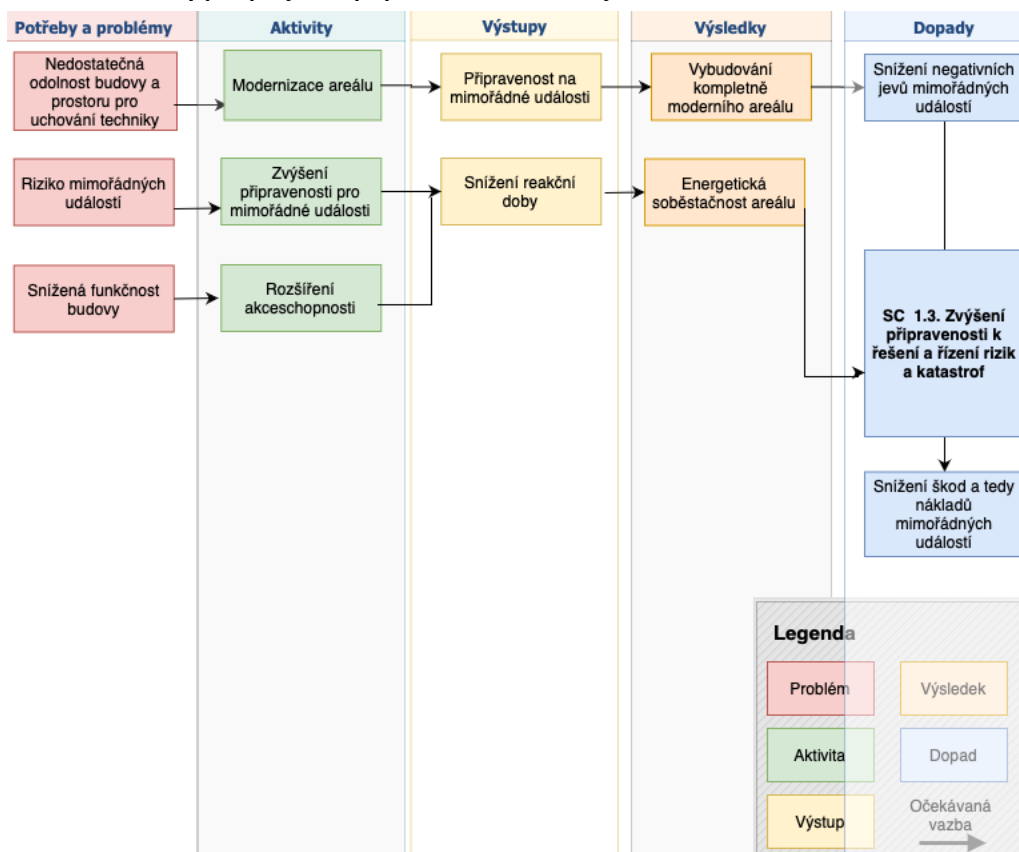 Potřeby a problémy
Aktivity
Výstupy
Výsledky
Dopady
Nedostatečná
odolnost budovy a
prostoru pro
uchování techniky
Modernizace areálu
Připravenost na
mimořádné události
Vybudování
kompletně
moderního areálu
Snížení negativních
jevů mimořádných
událostí
Riziko mimořádných
událostí
Zvýšení
připravenosti pro
mimořádné události
Snížení reakční
doby
Energetická
soběstačnost areálu
Snížená funkčnost
budovy
Rozšíření
akceschopnosti
SC 1.3. Zvýšení
připravenosti k
řešení a řízení rizik
a katastrof
Snížení škod a tedy
nákladů
mimořádných
událostí
Legenda
Problém
Výsledek
Aktivita
Dopad
Výstup
Očekávaná
vazba